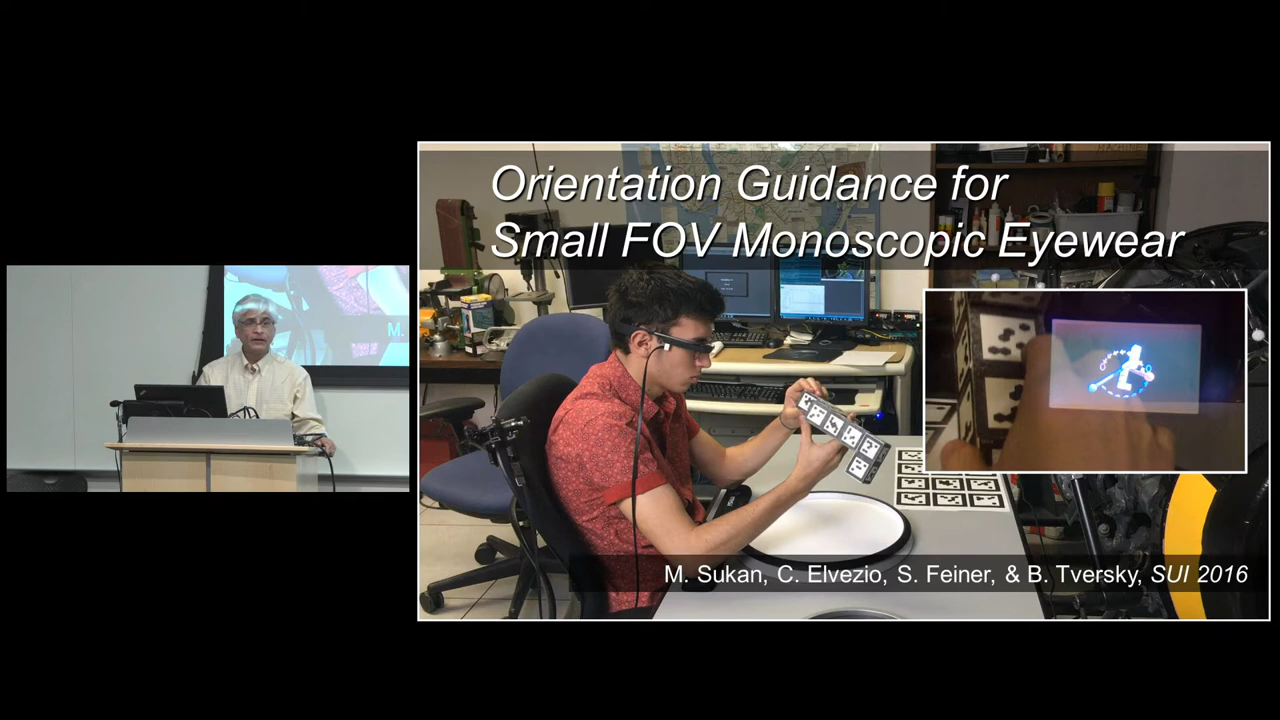 Orientation Guidance for
Small FOV Monoscopic Eyewear
M. Sukan, C. Elvezio, S. Feiner, & B. Tversky, SUI 2016
M.